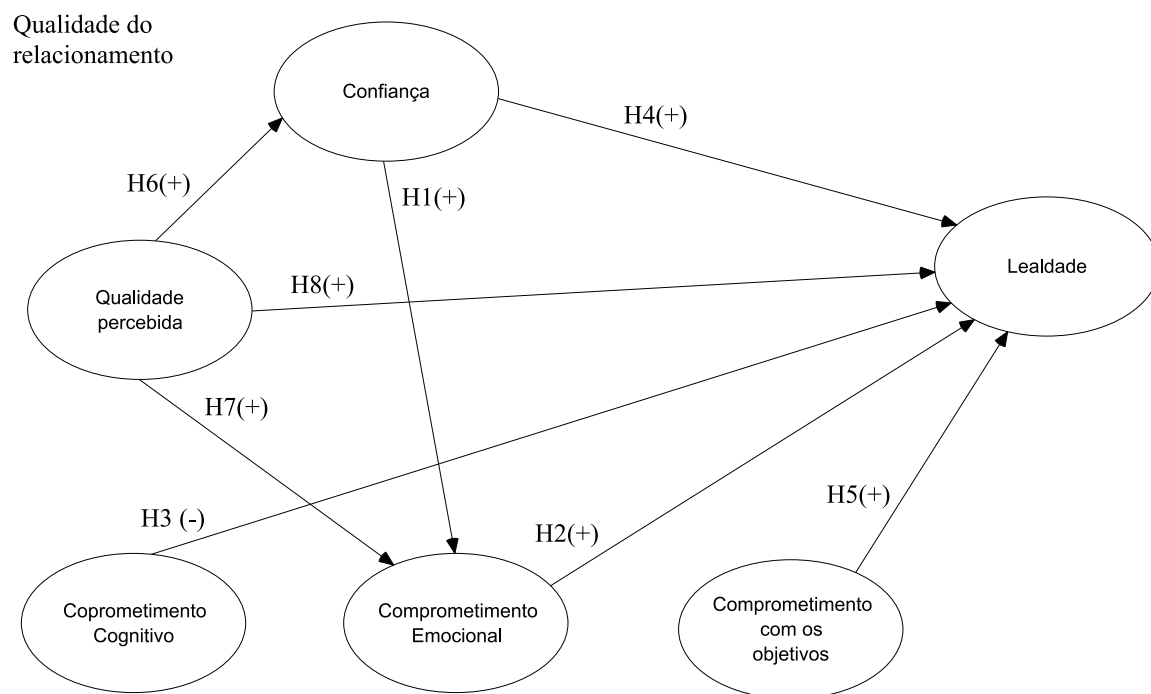 Qualidade do
relacionamento
Confiança
H4(+)
H6(+)
H1(+)
Lealdade
Qualidade
percebida
H8(+)
H7(+)
H3 (-)
H2(+)
H5(+)
Coprometimento
Cognitivo
Comprometimento
Emocional
Comprometimento
com os
objetivos